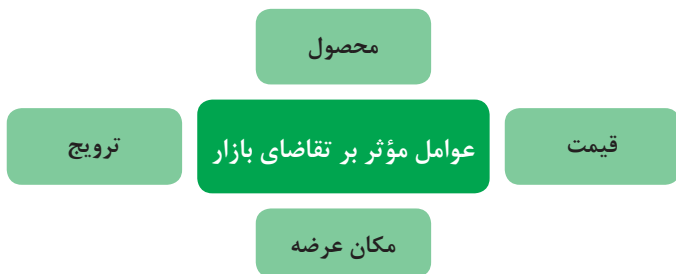 محصول
قیمت
عوامل مؤثر بر تقاضای بازار
ترویج
مکان عرضه